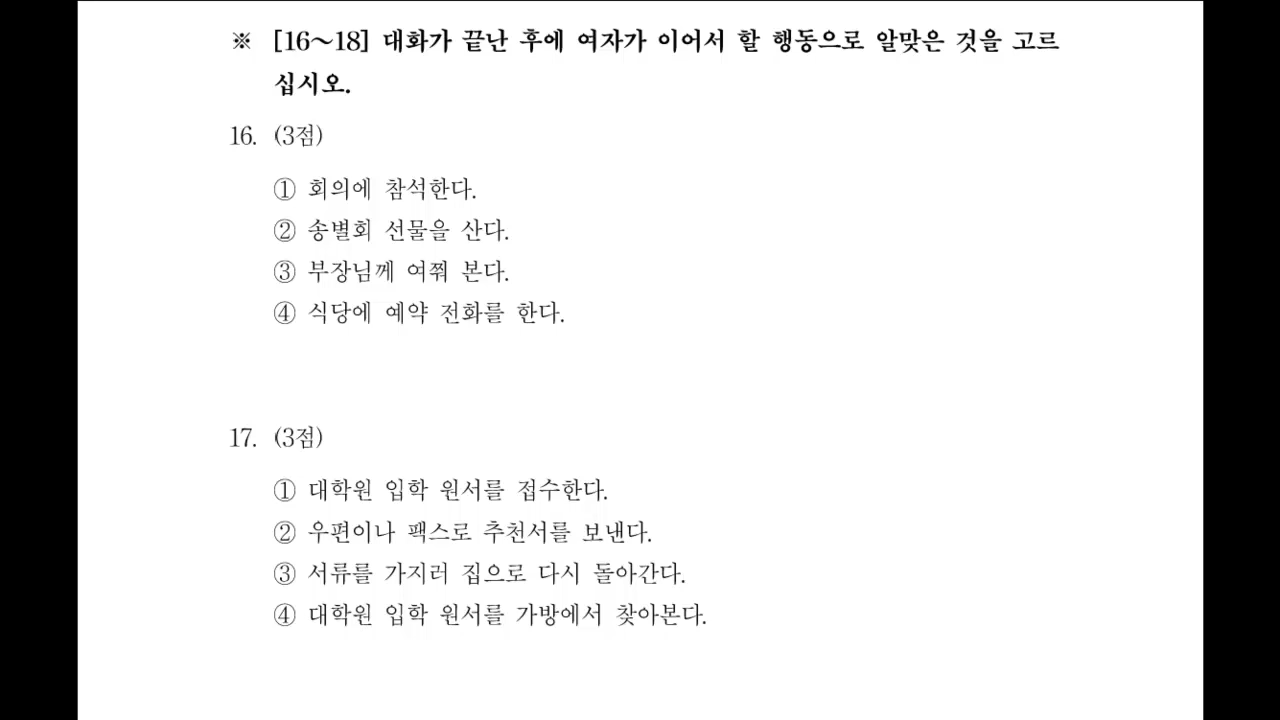 ※ [16～18] 대화가 끝난 후에 여자가 이어서 할 행동으로 알맞은 것을 고르
십시오.
16. (3점)
① 회의에 참석한다.
② 송별회 선물을 산다.
③ 부장님께 여쭤 본다.
④ 식당에 예약 전화를 한다.
17. (3점)
① 대학원 입학 원서를 접수한다.
② 우편이나 팩스로 추천서를 보낸다.
③ 서류를 가지러 집으로 다시 돌아간다.
④ 대학원 입학 원서를 가방에서 찾아본다.